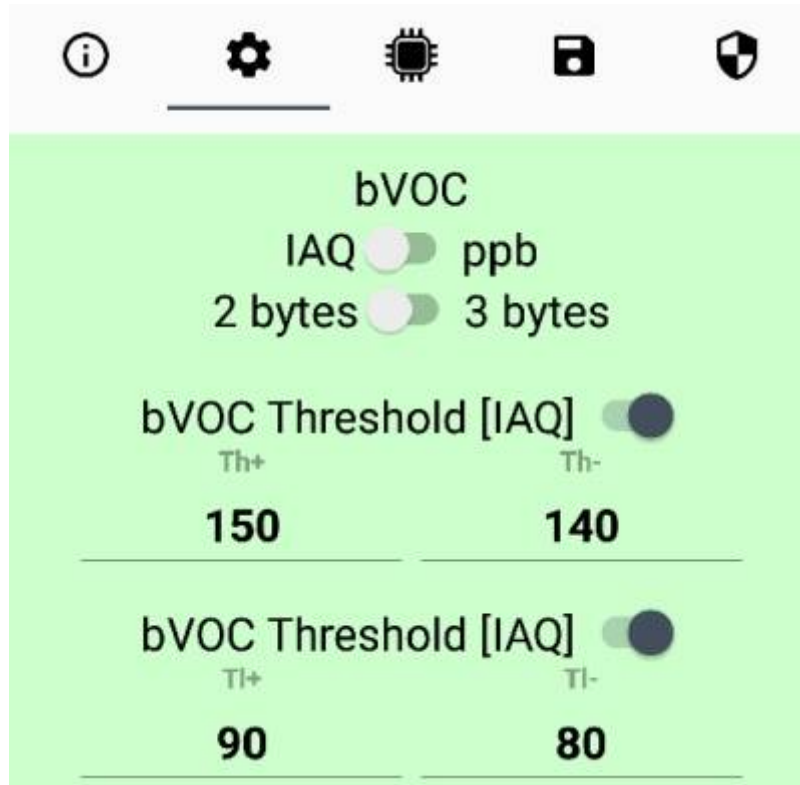 bVOC
IAQ ppb
2 bytes 3 bytes
bVOC Threshold [IAQ]
Th+ Th-
150 140
bVOC Threshold [IAQ]
Tl+ Tl-
90 80